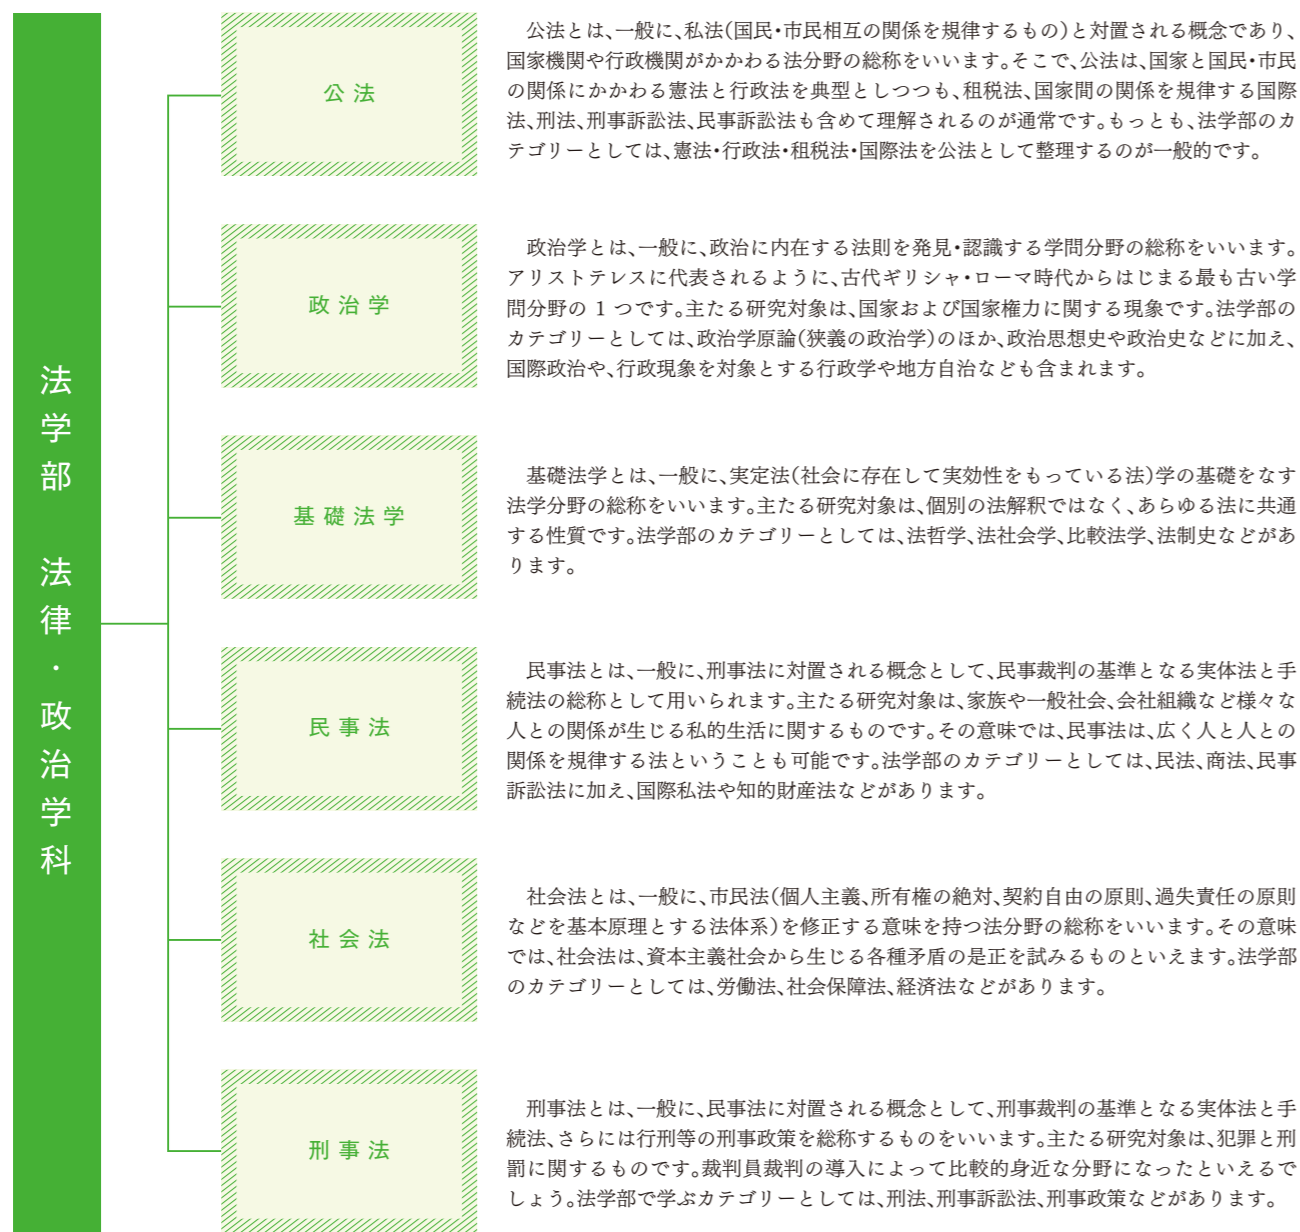 法学部 法律・政治学科
公法
公法とは、一般に、私法(国民・市民相互の関係を規律するもの)と対置される概念であり、
国家機関や行政機関がかかわる法分野の総称をいいます。そこで、公法は、国家と国民・市民
の関係にかかわる憲法と行政法を典型としつつも、租税法、国家間の関係を規律する国際
法、刑法、刑事訴訟法、民事訴訟法も含めて理解されるのが通常です。もっとも、法学部のカ
テゴリーとしては、憲法・行政法・租税法・国際法を公法として整理するのが一般的です。
政治学
政治学とは、一般に、政治に内在する法則を発見・認識する学問分野の総称をいいます。
アリストテレスに代表されるように、古代ギリシャ・ローマ時代からはじまる最も古い学
問分野の 1 つです。主たる研究対象は、国家および国家権力に関する現象です。法学部の
カテゴリーとしては、政治学原論(狭義の政治学)のほか、政治思想史や政治史などに加え、
国際政治や、行政現象を対象とする行政学や地方自治なども含まれます。
基礎法学
基礎法学とは、一般に、実定法(社会に存在して実効性をもっている法)学の基礎をなす
法学分野の総称をいいます。主たる研究対象は、個別の法解釈ではなく、あらゆる法に共通
する性質です。法学部のカテゴリーとしては、法哲学、法社会学、比較法学、法制史などがあ
ります。
民事法
民事法とは、一般に、刑事法に対置される概念として、民事裁判の基準となる実体法と手
続法の総称として用いられます。主たる研究対象は、家族や一般社会、会社組織など様々な
人との関係が生じる私的生活に関するものです。その意味では、民事法は、広く人と人との
関係を規律する法ということも可能です。法学部のカテゴリーとしては、民法、商法、民事
訴訟法に加え、国際私法や知的財産法などがあります。
社会法
社会法とは、一般に、市民法(個人主義、所有権の絶対、契約自由の原則、過失責任の原則
などを基本原理とする法体系)を修正する意味を持つ法分野の総称をいいます。その意味
では、社会法は、資本主義社会から生じる各種矛盾の是正を試みるものといえます。法学部
のカテゴリーとしては、労働法、社会保障法、経済法などがあります。
刑事法
刑事法とは、一般に、民事法に対置される概念として、刑事裁判の基準となる実体法と手
続法、さらには行刑等の刑事政策を総称するものをいいます。主たる研究対象は、犯罪と刑
罰に関するものです。裁判員裁判の導入によって比較的身近な分野になったといえるで
しょう。法学部で学ぶカテゴリーとしては、刑法、刑事訴訟法、刑事政策などがあります。